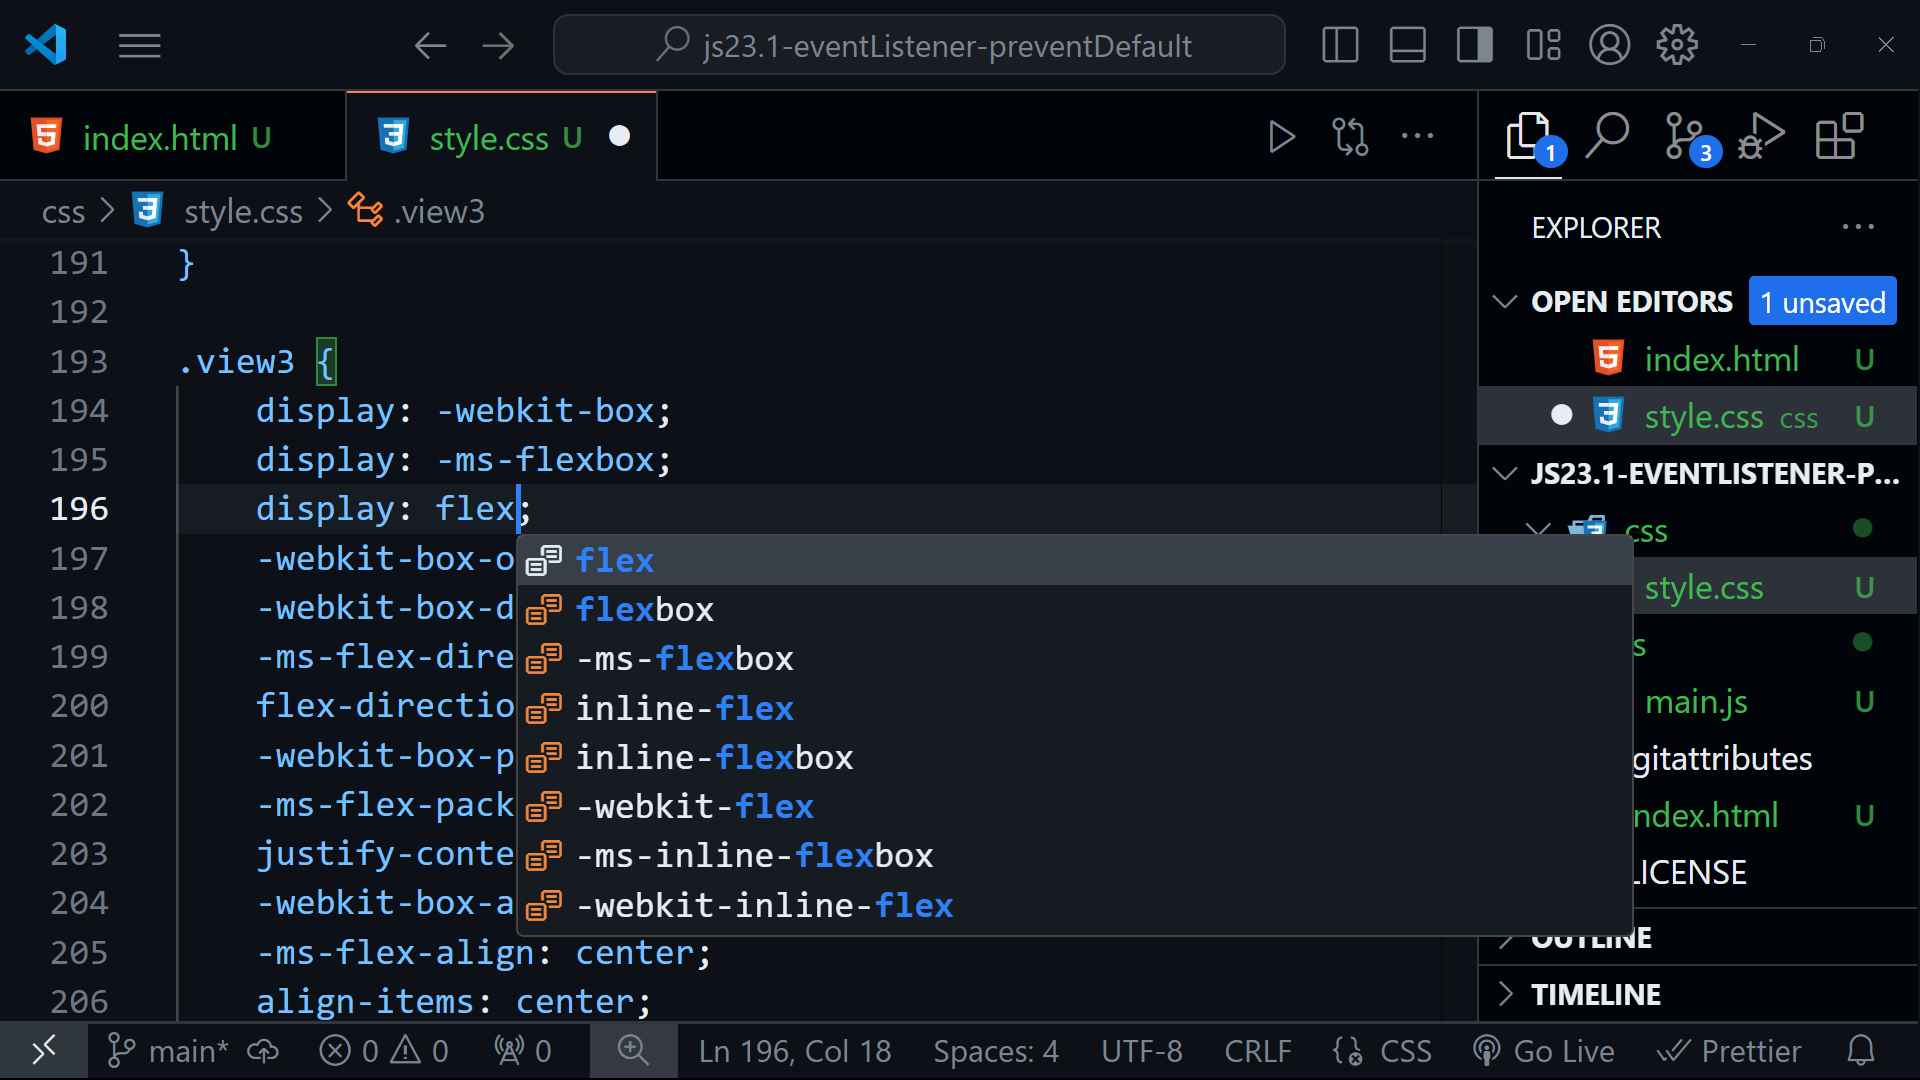 js23.1-eventListener-preventDefault
index.html U
style.css U
1
3
css > style.css > .view3
EXPLORER
OPEN EDITORS 1 unsaved
index.html U
style.css css U
JS23.1-EVENTLISTENER-P...
css
style.css U
s
main.js U
gitattributes
ndex.html U
LICENSE
OUTLINE
TIMELINE
191 }
192
193 .view3 {
194 display: -webkit-box;
195 display: -ms-flexbox;
196 display: flex;
197 -webkit-box-o
198 -webkit-box-d
199 -ms-flex-dire
200 flex-directio
201 -webkit-box-p
202 -ms-flex-pack
203 justify-conte
204 -webkit-box-a
205 -ms-flex-align: center;
206 align-items: center;
flex
flexbox
-ms-flexbox
inline-flex
inline-flexbox
-webkit-flex
-ms-inline-flexbox
-webkit-inline-flex
main* 0 0 0 Ln 196, Col 18 Spaces: 4 UTF-8 CRLF CSS Go Live Prettier